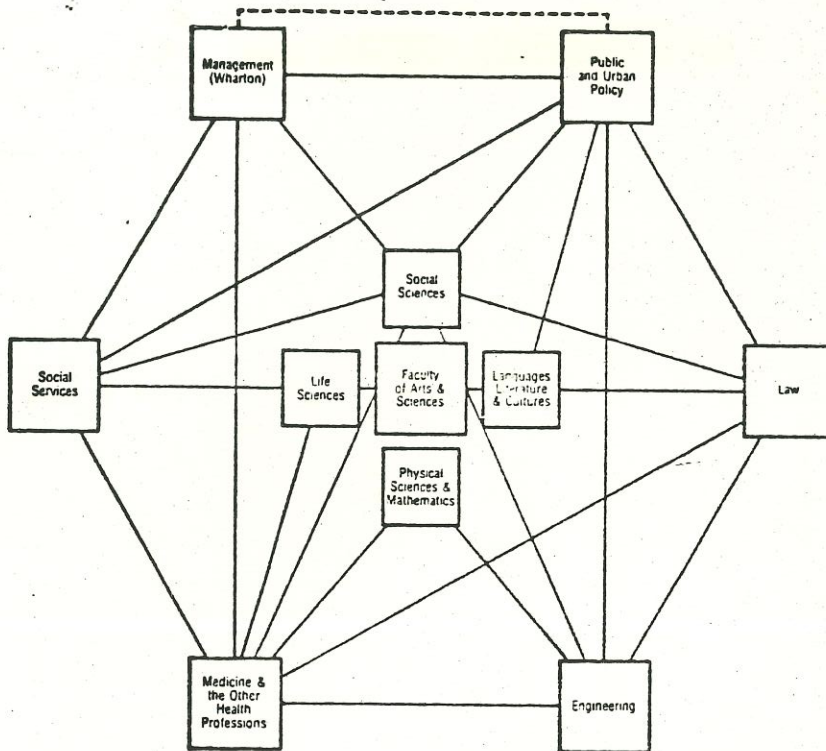 Management
(Wharton)
Public
and Urban
Policy
Social
Sciences
Social
Services
Life
Sciences
Faculty
of Arts &
Sciences
Languages
Literature
& Cultures
Law
Physical
Sciences &
Mathematics
Medicine &
the Other
Health
Professions
Engineering